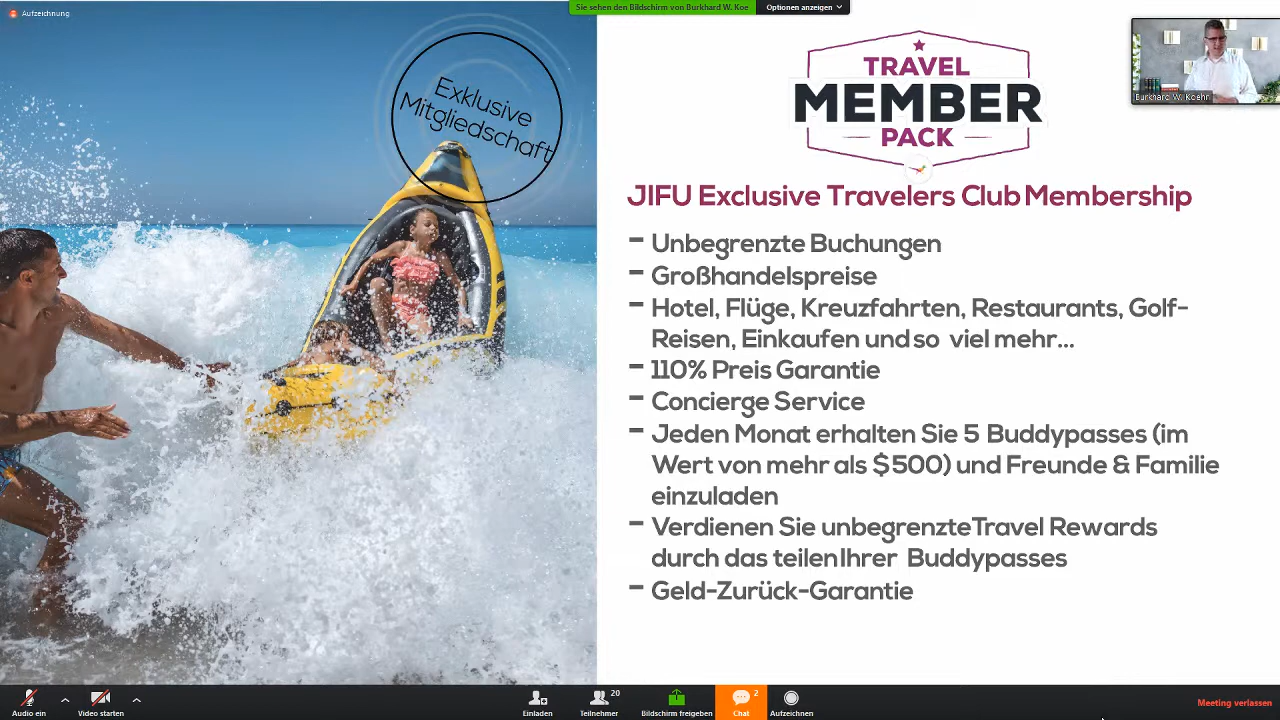 Aufzeichnung
Sie sehen den Bildschirm von Burkhard W. Koe
Optionen anzeigen
Exklusive
Mitgliedschaft
TRAVEL
MEMBER
PACK
Burkhard W. Koehn
JIFU Exclusive Travelers Club Membership
- Unbegrenzte Buchungen
- Großhandelspreise
- Hotel, Flüge, Kreuzfahrten, Restaurants, Golf-
Reisen, Einkaufen und so viel mehr...
- 110% Preis Garantie
- Concierge Service
- Jeden Monat erhalten Sie 5 Buddypasses (im
Wert von mehr als $500) und Freunde & Familie
einzuladen
- Verdienen Sie unbegrenzteTravel Rewards
durch das teilen Ihrer Buddypasses
- Geld-Zurück-Garantie
Audio ein
Video starten
Einladen
20
Teilnehmer
Bildschirm freigeben
2
Chat
Aufzeichnen
Meeting verlassen